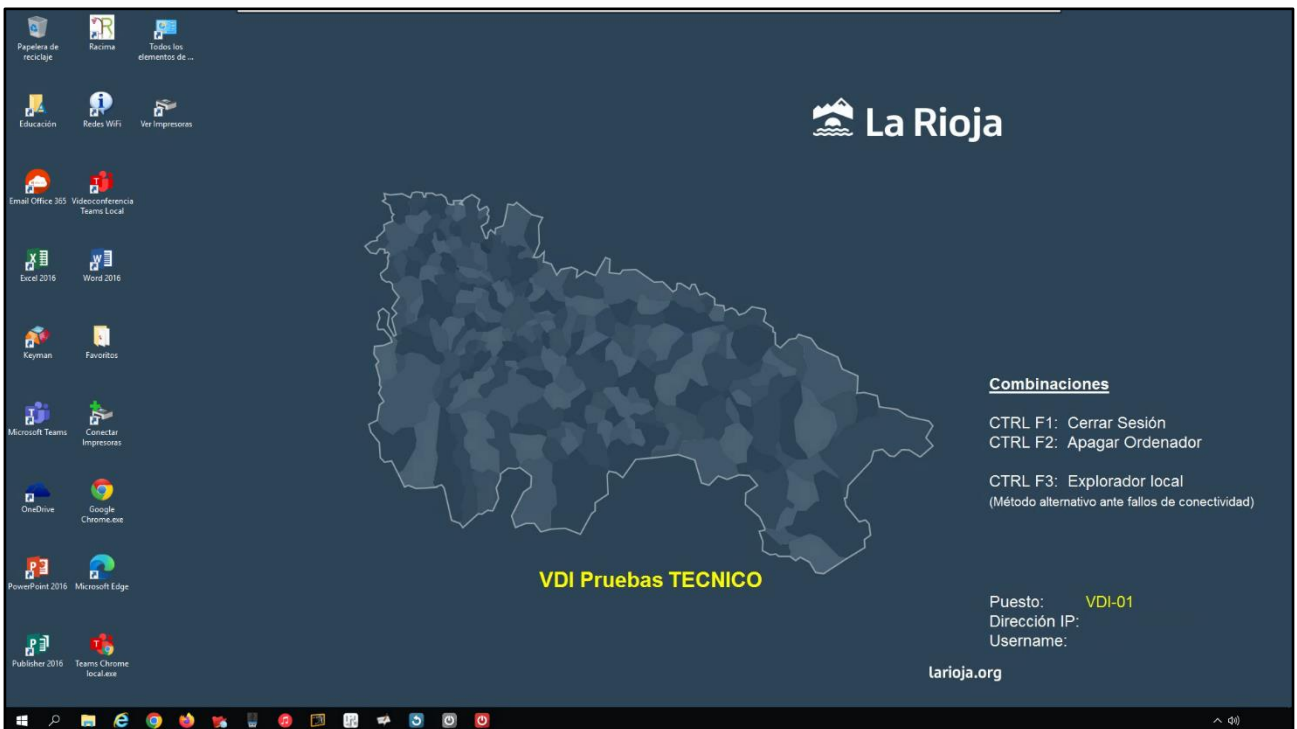 Papelera de
reciclaje
Racima
Todos los
elementos de ...
Educación
Redes WiFi
Ver Impresoras
Email Office 365
Videoconferencia
Teams Local
Excel 2016
Word 2016
Keyman
Favoritos
Microsoft Teams
Conectar
Impresoras
OneDrive
Google
Chrome.exe
PowerPoint 2016
Microsoft Edge
Publisher 2016
Teams Chrome
local.exe
La Rioja
Combinaciones
CTRL F1: Cerrar Sesión
CTRL F2: Apagar Ordenador
CTRL F3: Explorador local
(Método alternativo ante fallos de conectividad)
VDI Pruebas TECNICO
Puesto: VDI-01
Dirección IP:
Username:
larioja.org